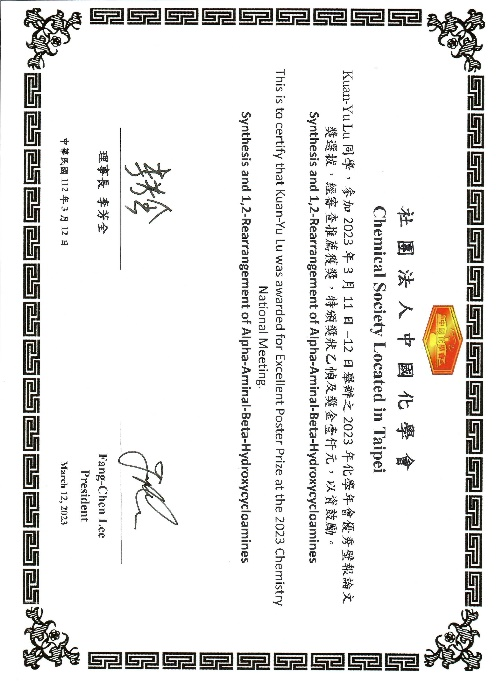 社團法人中國化學會
Chemical Society Located in Taipei
Kuan-Yu Lu 同學，參加 2023 年 3 月 11 日–12 日舉辦之 2023 年化學年會優秀壁報論文
獎選拔，經審查推薦獲獎，特頒獎狀乙幀及獎金壹仟元，以資鼓勵。
Synthesis and 1,2-Rearrangement of Alpha-Aminal-Beta-Hydroxycycloamines
This is to certify that Kuan-Yu Lu was awarded for Excellent Poster Prize at the 2023 Chemistry
National Meeting.
Synthesis and 1,2-Rearrangement of Alpha-Aminal-Beta-Hydroxycycloamines
理事長 李芳全
Fang-Chen Lee
President
中華民國 112 年 3 月 12 日
March 12, 2023